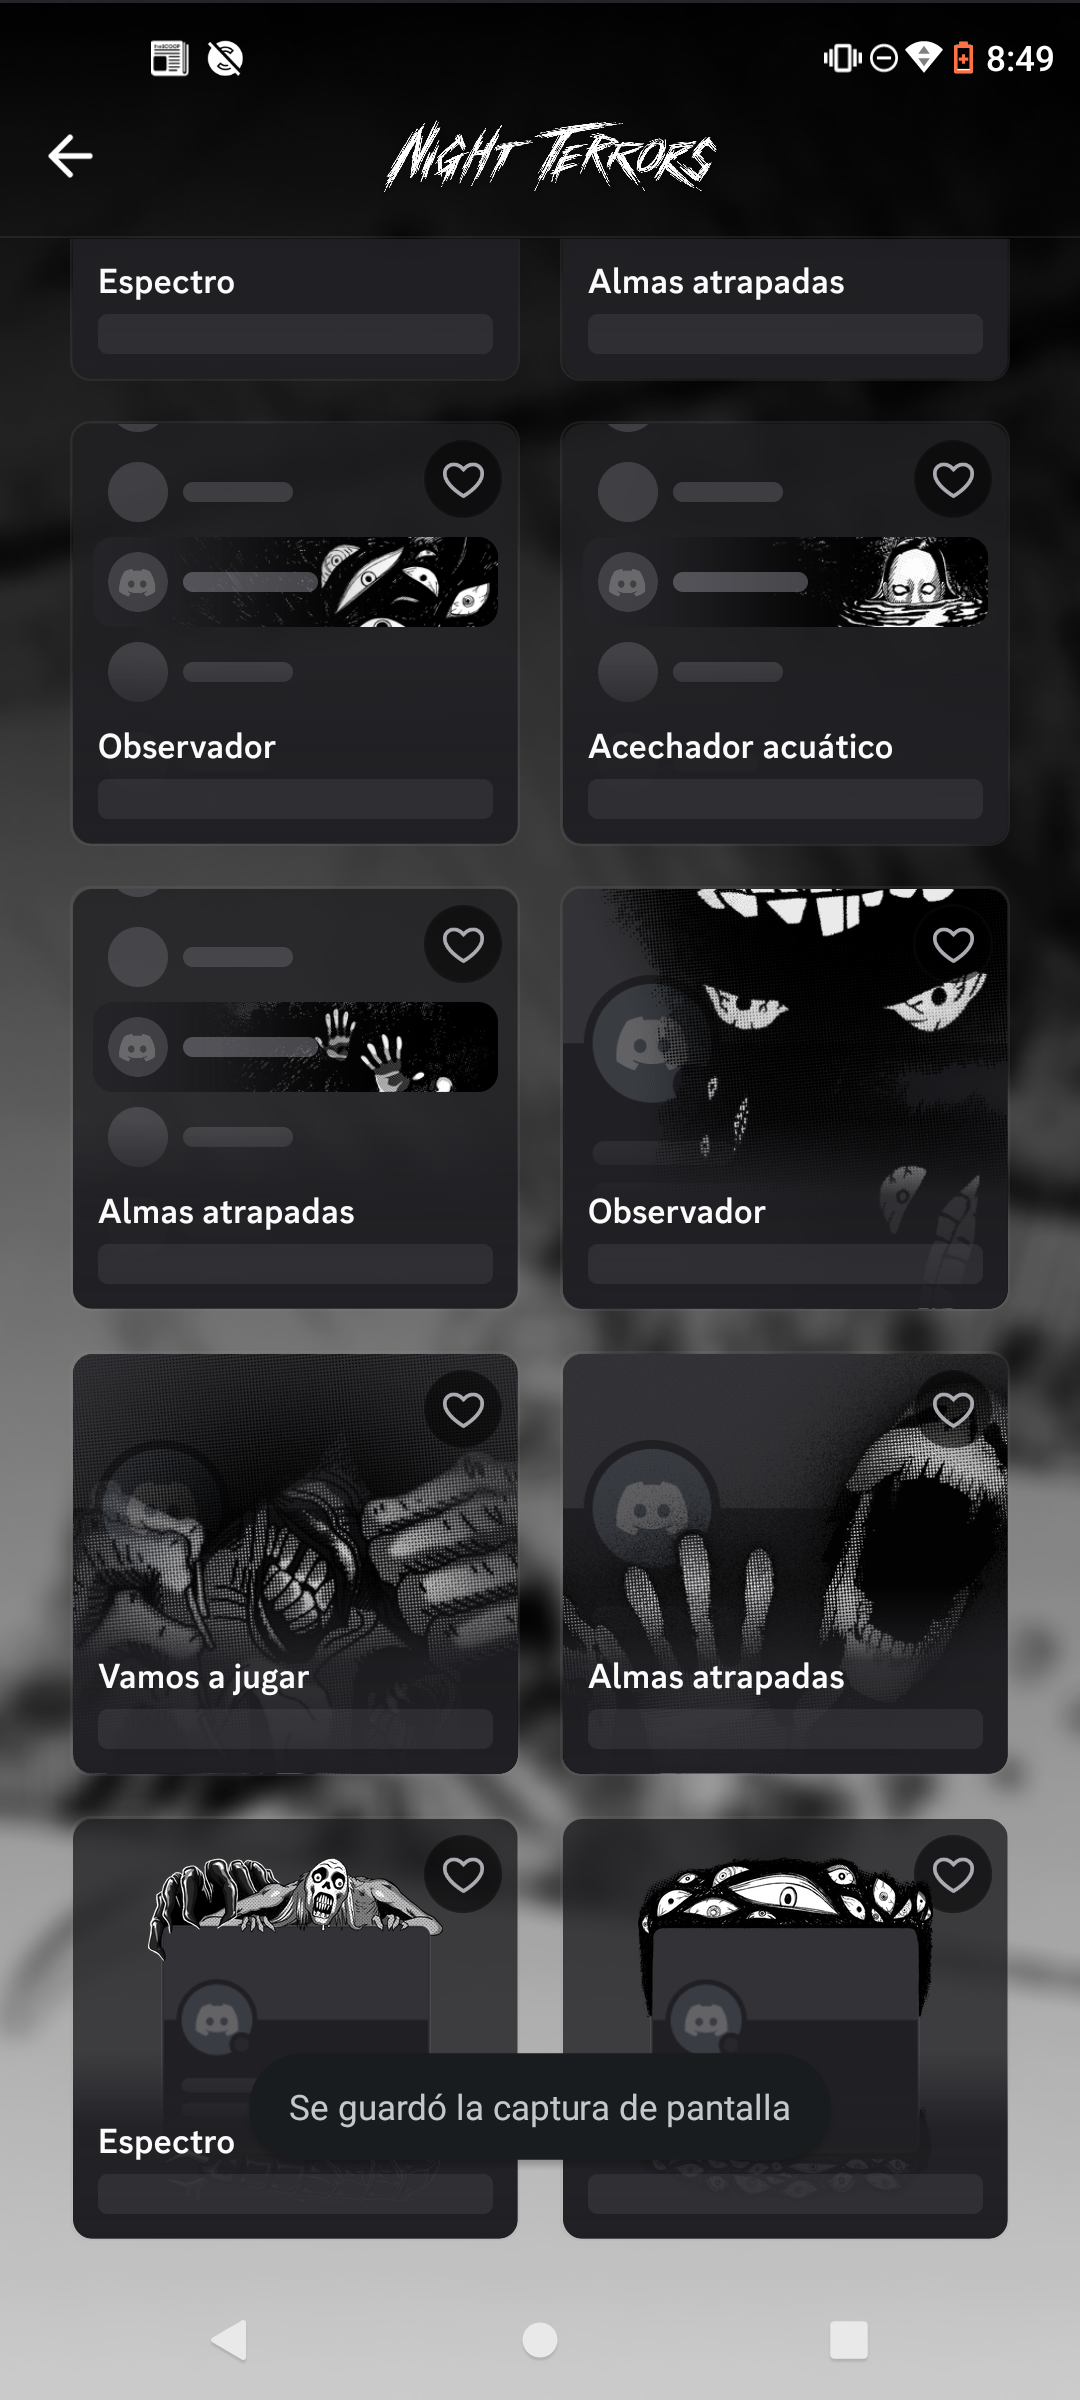 8:49
NIGHT TERRORS
Espectro
Almas atrapadas
Observador
Acechador acuático
Almas atrapadas
Observador
Vamos a jugar
Almas atrapadas
Se guardó la captura de pantalla
Espectro